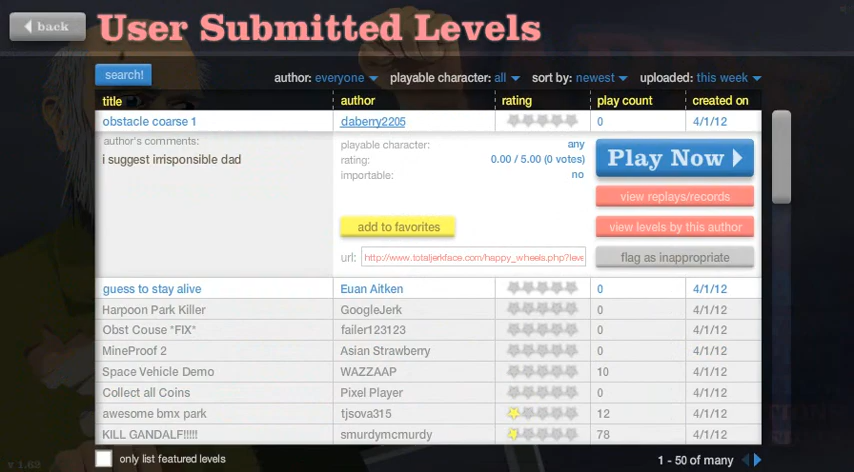 back
User Submitted Levels
search!
author: everyone playable character: all sort by: newest uploaded: this week
title author rating play count created on
obstacle coarse 1 daberry2205 0 4/1/12
author's comments:
i suggest irrisponsible dad
playable character: any
rating: 0.00 / 5.00 (0 votes)
importable: no
add to favorites
url: http://www.totaljerkface.com/happy_wheels.php?leve
Play Now
view replays/records
view levels by this author
flag as inappropriate
guess to stay alive Euan Aitken 0 4/1/12
Harpoon Park Killer GoogleJerk 0 4/1/12
Obst Couse *FIX* failer123123 0 4/1/12
MineProof 2 Asian Strawberry 0 4/1/12
Space Vehicle Demo WAZZAAP 10 4/1/12
Collect all Coins Pixel Player 0 4/1/12
awesome bmx park tjsova315 12 4/1/12
KILL GANDALF!!!!! smurdymcmurdy 78 4/1/12
only list featured levels
1 - 50 of many